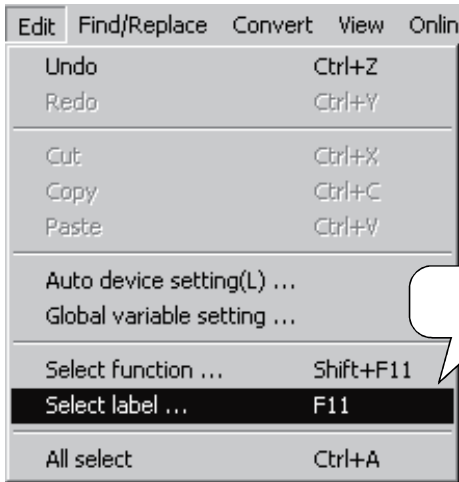 Edit Find/Replace Convert View Onlin
Undo Ctrl+Z
Redo Ctrl+Y
Cut Ctrl+X
Copy Ctrl+C
Paste Ctrl+V
Auto device setting(L) ...
Global variable setting ...
Select function ... Shift+F11
Select label ... F11
All select Ctrl+A